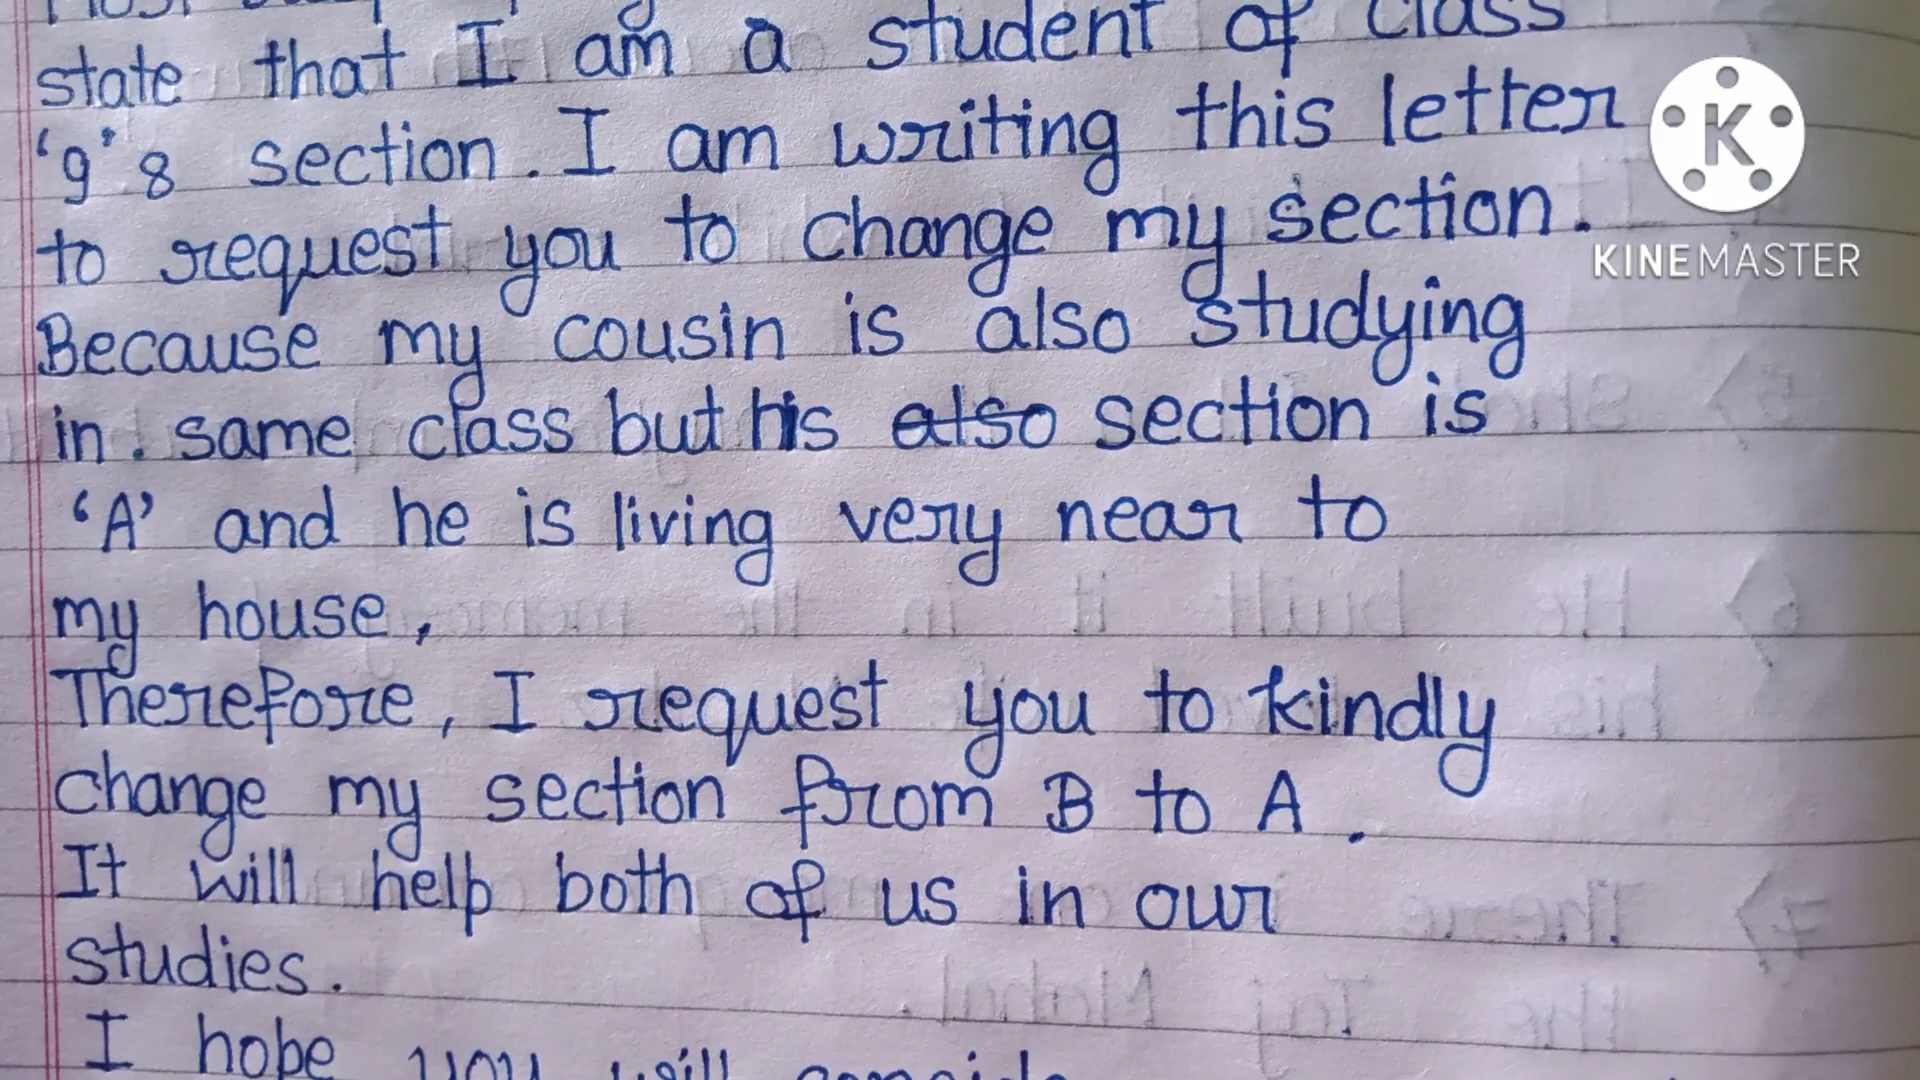 state that I am a student of class
'9' 8 section. I am writing this letter
to request you to change my section.
Because my cousin is also studying
in. same class but his also section is
'A' and he is living very near to
my house,
Therefore, I request you to kindly
change my section from B to A.
It will help both of us in our
studies.
I hope you will
K
KINEMASTER